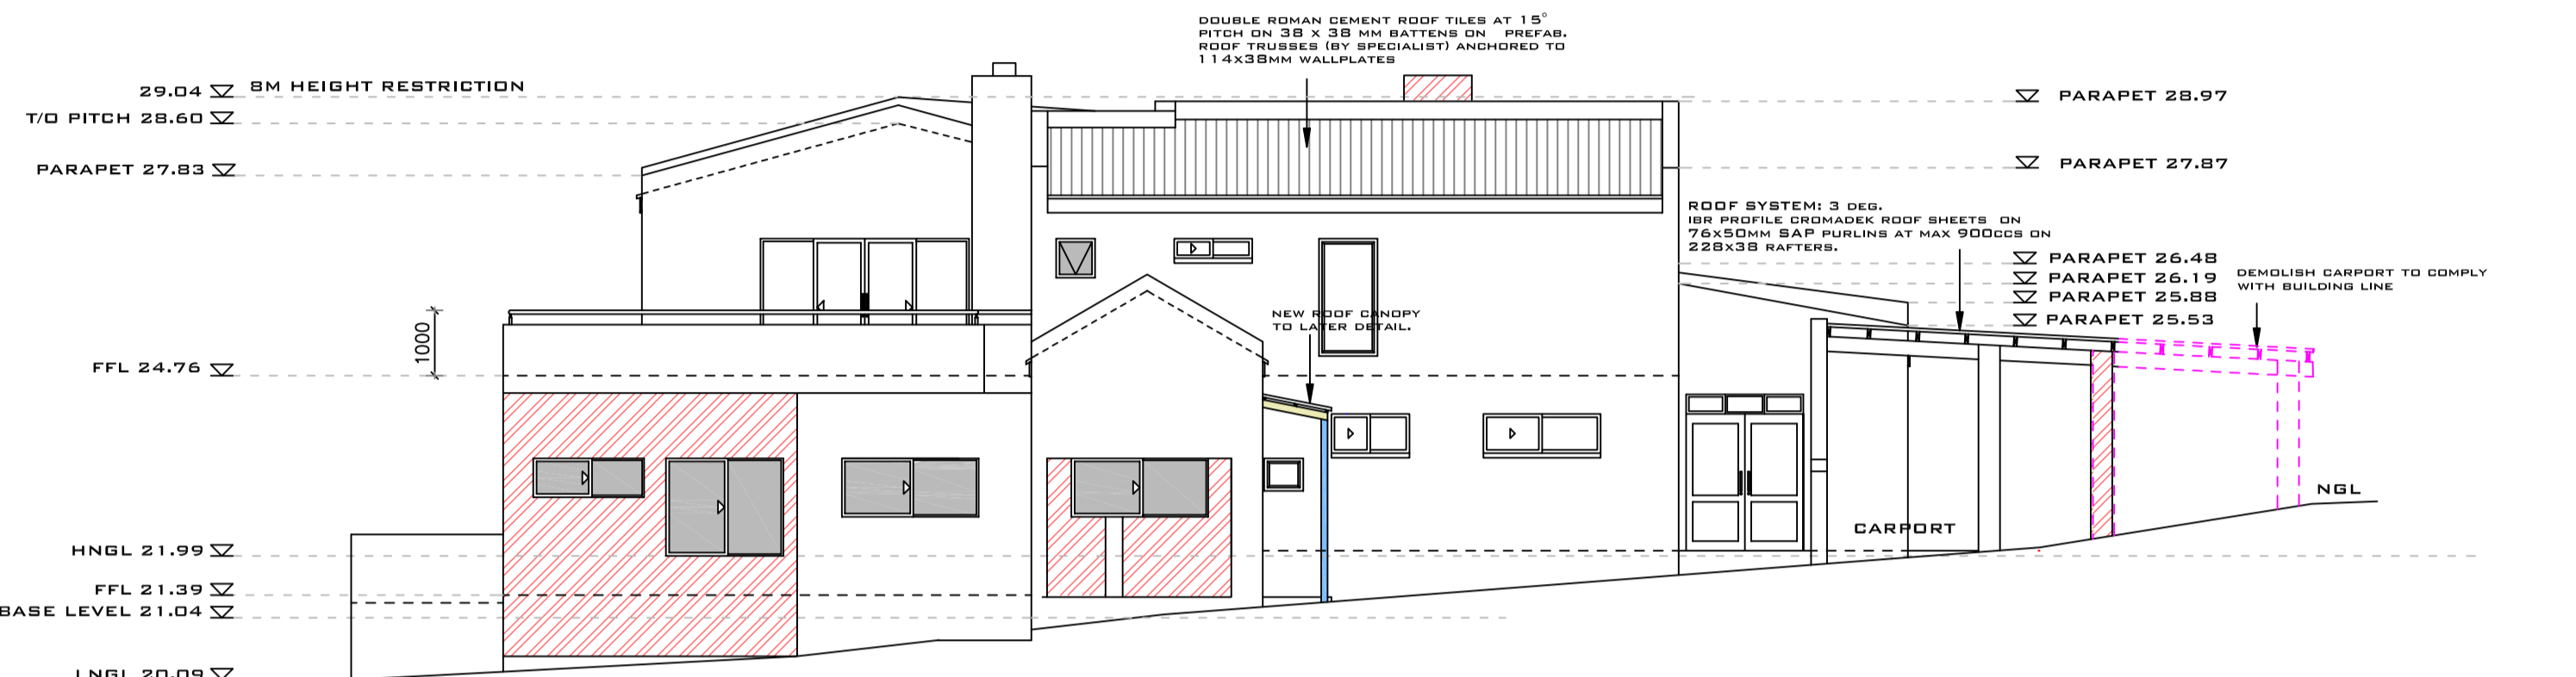 DOUBLE ROMAN CEMENT ROOF TILES AT 15°
PITCH ON 38 X 38 MM BATTENS ON PREFAB.
ROOF TRUSSES (BY SPECIALIST) ANCHORED TO
114X38MM WALLPLATES
29.04
8M HEIGHT RESTRICTION
T/O PITCH 28.60
PARAPET 27.83
PARAPET 28.97
PARAPET 27.87
ROOF SYSTEM: 3 DEG.
IBR PROFILE CROMADEK ROOF SHEETS ON
76X50MM SAP PURLINS AT MAX 900CCS ON
228X38 RAFTERS.
PARAPET 26.48
PARAPET 26.19
PARAPET 25.88
PARAPET 25.53
DEMOLISH CARPORT TO COMPLY
WITH BUILDING LINE
NEW ROOF CANOPY
TO LATER DETAIL.
1000
FFL 24.76
NGL
CARPORT
HNGL 21.99
FFL 21.39
BASE LEVEL 21.04
LNGL 20.09